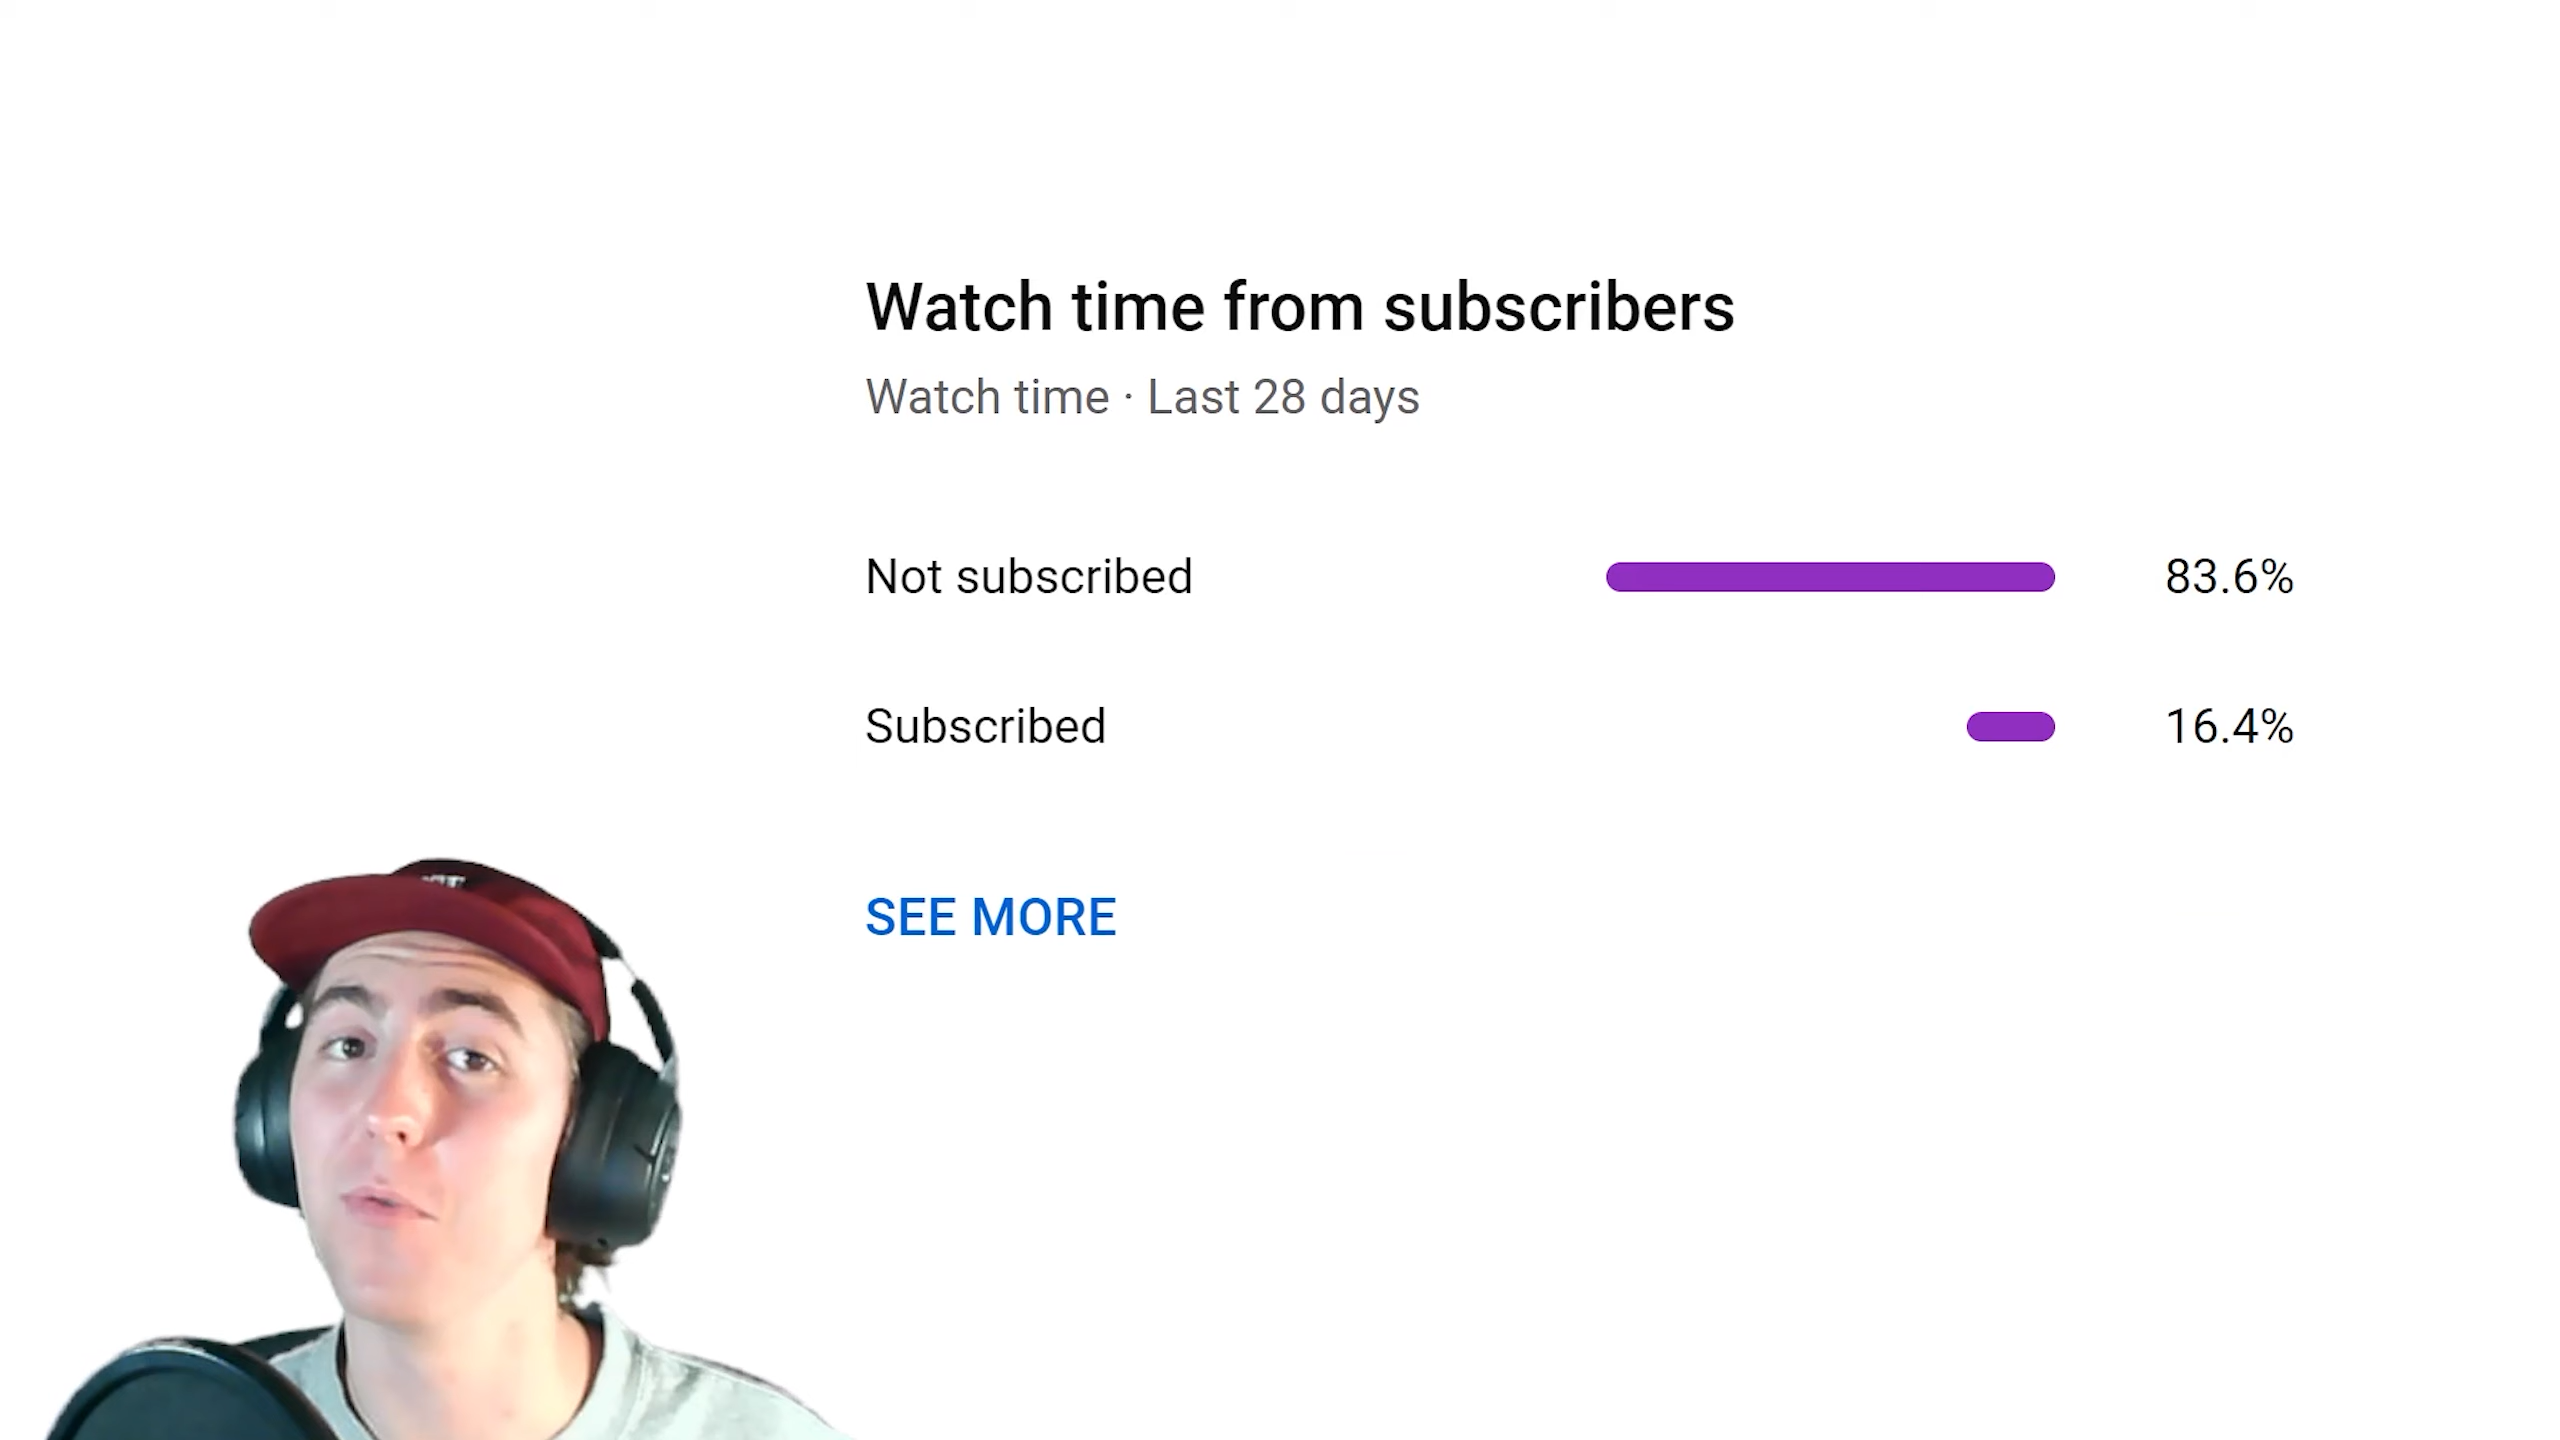 Watch time from subscribers
Watch time · Last 28 days
Not subscribed 83.6%
Subscribed 16.4%
SEE MORE